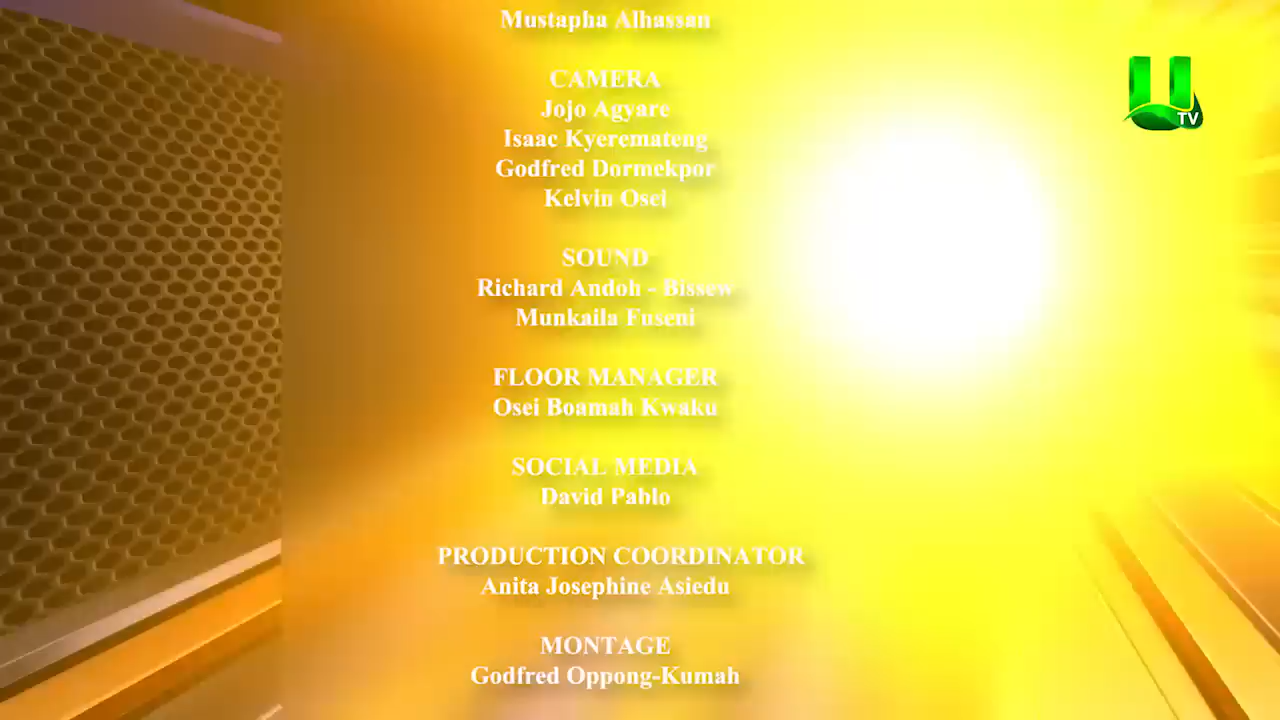 Mustapha Alhassan
CAMERA
Jojo Agyare
Isaac Kyeremateng
Godfred Dormekpor
Kelvin Osei
SOUND
Richard Andoh - Bissew
Munkaila Fuseni
FLOOR MANAGER
Osei Boamah Kwaku
SOCIAL MEDIA
David Pablo
PRODUCTION COORDINATOR
Anita Josephine Asiedu
MONTAGE
Godfred Oppong-Kumah
U
TV